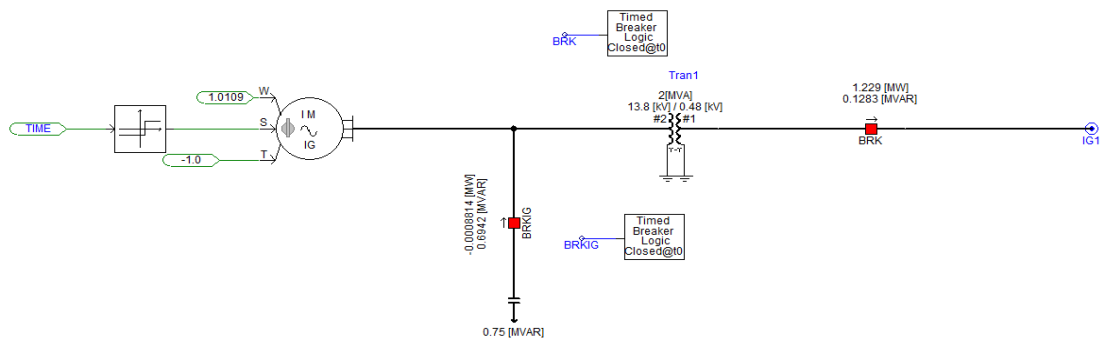 Timed
Breaker
Logic
Closed@t0
BRK
Tran1
2[MVA]
13.8 [kV] / 0.48 [kV]
#2
#1
1.229 [MW]
0.1283 [MVAR]
BRK
IG1
W
1.0109
I M
IG
S
TIME
T
-1.0
-0.0008814 [MW]
0.6942 [MVAR]
BRKIG
Timed
Breaker
Logic
Closed@t0
BRKIG
0.75 [MVAR]